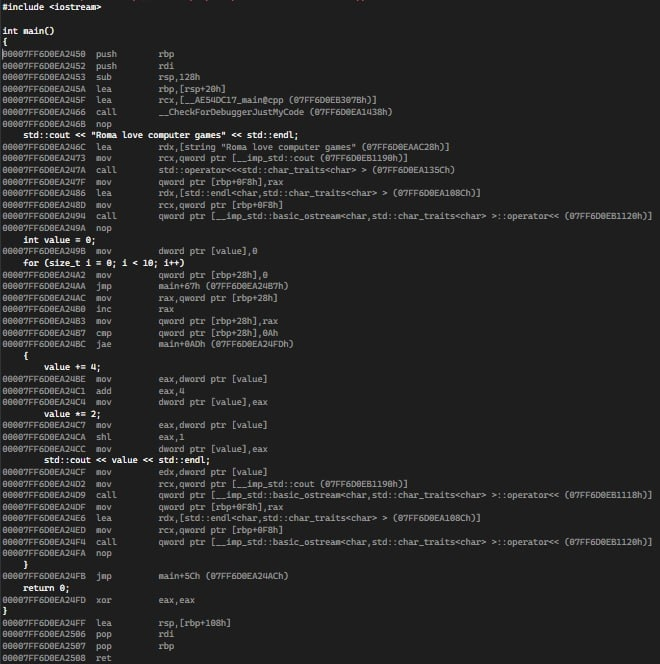 #include <iostream>
int main()
{
00007FF6D0EA2450 push rbp
00007FF6D0EA2452 push rdi
00007FF6D0EA2453 sub rsp,128h
00007FF6D0EA245A lea rbp,[rsp+20h]
00007FF6D0EA245F lea rcx,[__AE54DC17_main@cpp (07FF6D0EB307Bh)]
00007FF6D0EA2466 call __CheckForDebuggerJustMyCode (07FF6D0EA1438h)
00007FF6D0EA246B nop
std::cout << "Roma love computer games" << std::endl;
00007FF6D0EA246C lea rdx,[string "Roma love computer games" (07FF6D0EAAC28h)]
00007FF6D0EA2473 mov rcx,qword ptr [__imp_std::cout (07FF6D0EB1190h)]
00007FF6D0EA247A call std::operator<<<std::char_traits<char> > (07FF6D0EA135Ch)
00007FF6D0EA247F mov qword ptr [rbp+0F8h],rax
00007FF6D0EA2486 lea rdx,[std::endl<char,std::char_traits<char> > (07FF6D0EA108Ch)]
00007FF6D0EA248D mov rcx,qword ptr [rbp+0F8h]
00007FF6D0EA2494 call qword ptr [__imp_std::basic_ostream<char,std::char_traits<char> >::operator<< (07FF6D0EB1120h)]
00007FF6D0EA249A nop
int value = 0;
00007FF6D0EA249B mov dword ptr [value],0
for (size_t i = 0; i < 10; i++)
00007FF6D0EA24A2 mov qword ptr [rbp+28h],0
00007FF6D0EA24AA jmp main+67h (07FF6D0EA24B7h)
00007FF6D0EA24AC mov rax,qword ptr [rbp+28h]
00007FF6D0EA24B0 inc rax
00007FF6D0EA24B3 mov qword ptr [rbp+28h],rax
00007FF6D0EA24B7 cmp qword ptr [rbp+28h],0Ah
00007FF6D0EA24BC jae main+0ADh (07FF6D0EA24FDh)
{
value += 4;
00007FF6D0EA24BE mov eax,dword ptr [value]
00007FF6D0EA24C1 add eax,4
00007FF6D0EA24C4 mov dword ptr [value],eax
value *= 2;
00007FF6D0EA24C7 mov eax,dword ptr [value]
00007FF6D0EA24CA shl eax,1
00007FF6D0EA24CC mov dword ptr [value],eax
std::cout << value << std::endl;
00007FF6D0EA24CF mov edx,dword ptr [value]
00007FF6D0EA24D2 mov rcx,qword ptr [__imp_std::cout (07FF6D0EB1190h)]
00007FF6D0EA24D9 call qword ptr [__imp_std::basic_ostream<char,std::char_traits<char> >::operator<< (07FF6D0EB1118h)]
00007FF6D0EA24DF mov qword ptr [rbp+0F8h],rax
00007FF6D0EA24E6 lea rdx,[std::endl<char,std::char_traits<char> > (07FF6D0EA108Ch)]
00007FF6D0EA24ED mov rcx,qword ptr [rbp+0F8h]
00007FF6D0EA24F4 call qword ptr [__imp_std::basic_ostream<char,std::char_traits<char> >::operator<< (07FF6D0EB1120h)]
00007FF6D0EA24FA nop
}
00007FF6D0EA24FB jmp main+5Ch (07FF6D0EA24ACh)
return 0;
00007FF6D0EA24FD xor eax,eax
}
00007FF6D0EA24FF lea rsp,[rbp+108h]
00007FF6D0EA2506 pop rdi
00007FF6D0EA2507 pop rbp
00007FF6D0EA2508 ret